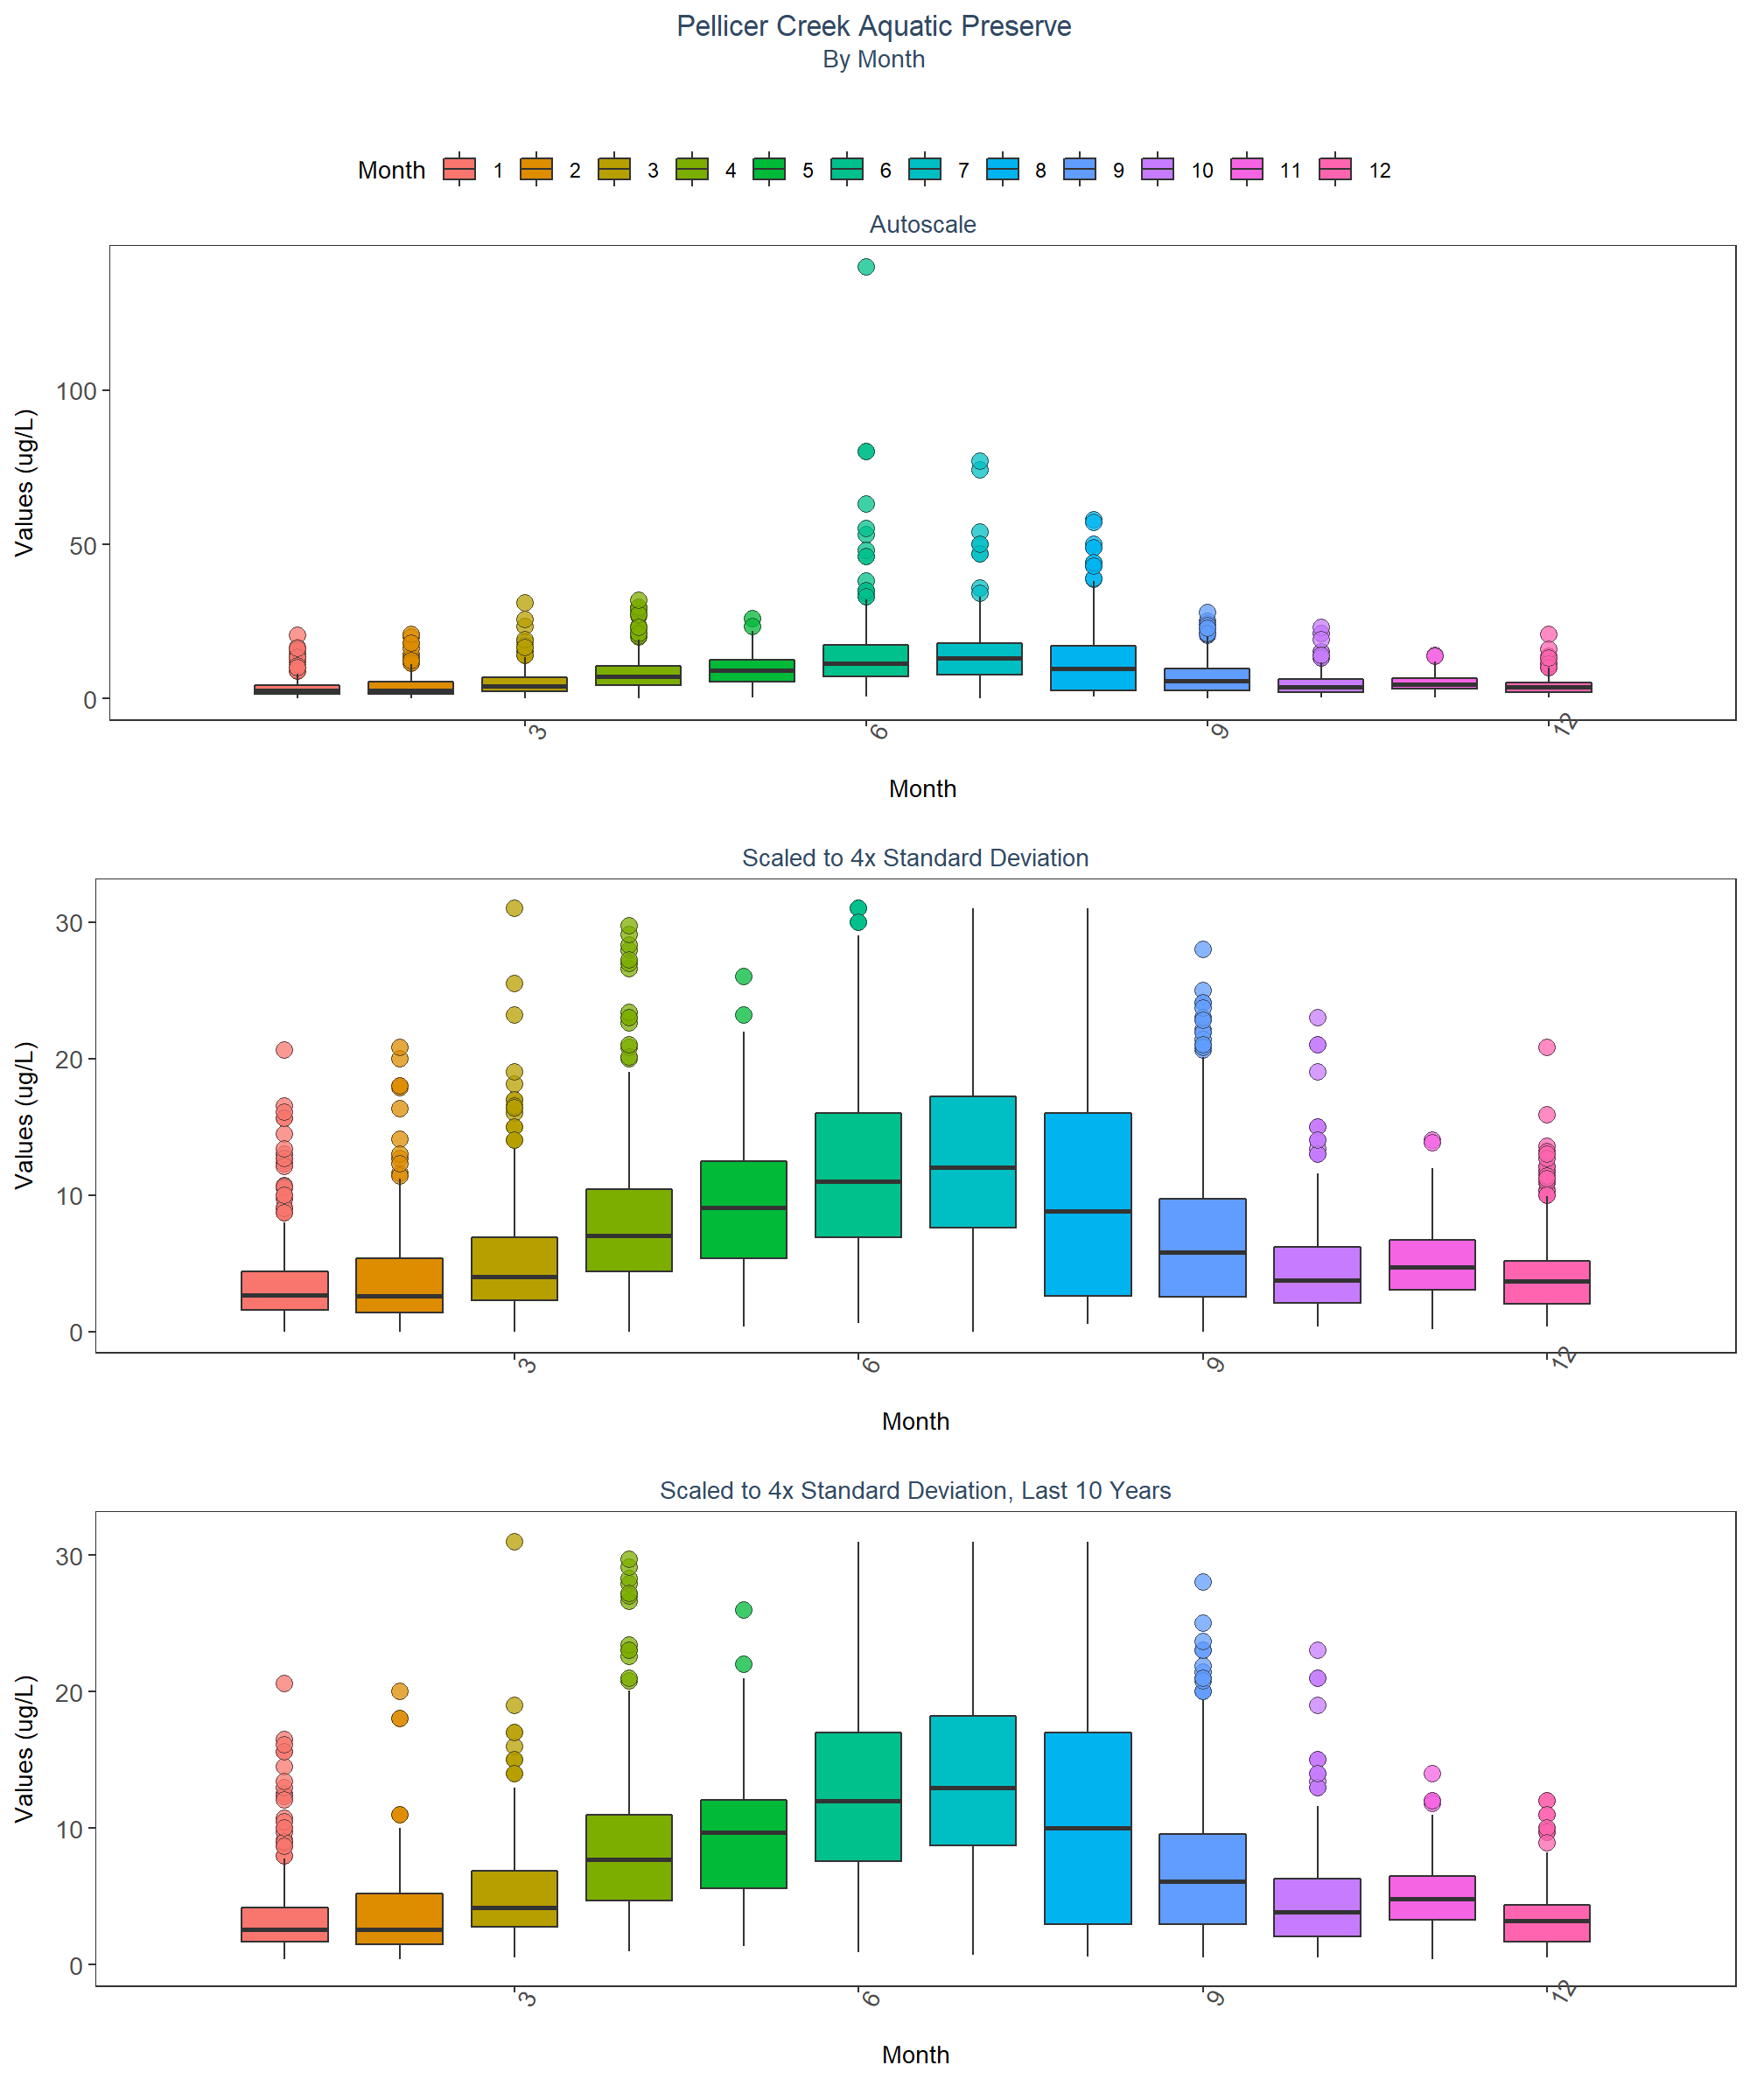 Pellicer Creek Aquatic Preserve
By Month
Month 1 2 3 4 5 6 7 8 9 10 11 12
Autoscale
Values (ug/L)
100
50
0
3 6 9 12
Month
Scaled to 4x Standard Deviation
Values (ug/L)
30
20
10
0
3 6 9 12
Month
Scaled to 4x Standard Deviation, Last 10 Years
Values (ug/L)
30
20
10
0
3 6 9 12
Month